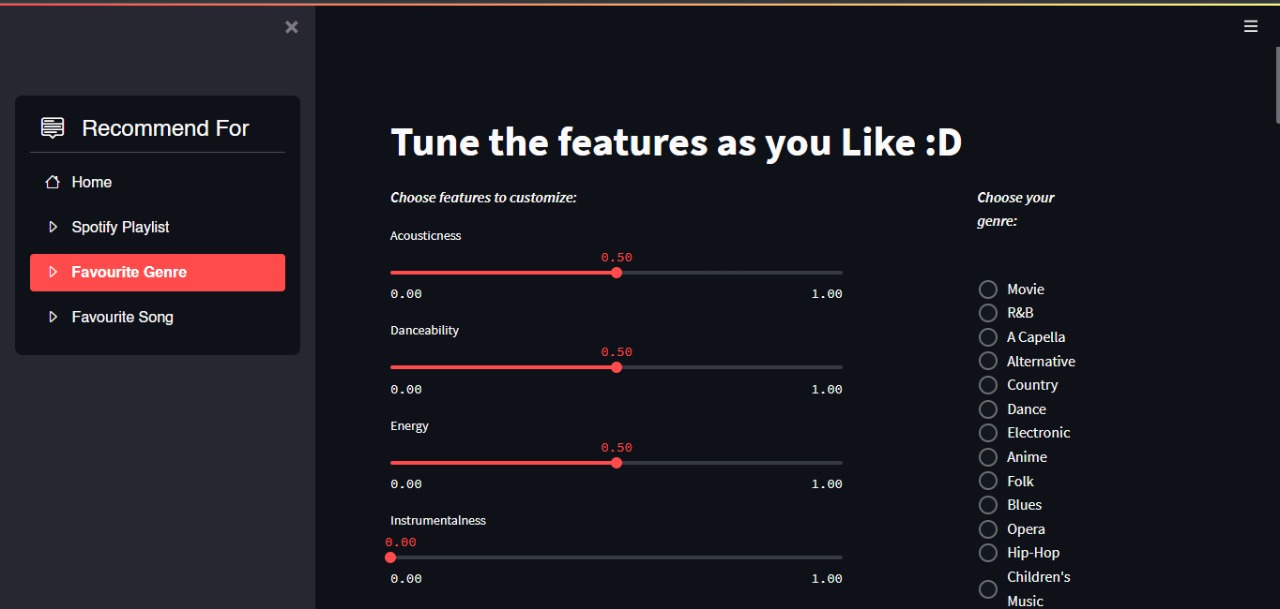 Recommend For
Home
Spotify Playlist
Favourite Genre
Favourite Song
Tune the features as you Like :D
Choose features to customize:
Acousticness
0.50
0.00 1.00
Danceability
0.50
0.00 1.00
Energy
0.50
0.00 1.00
Instrumentalness
0.00
0.00 1.00
Choose your
genre:
Movie
R&B
A Capella
Alternative
Country
Dance
Electronic
Anime
Folk
Blues
Opera
Hip-Hop
Children's
Music